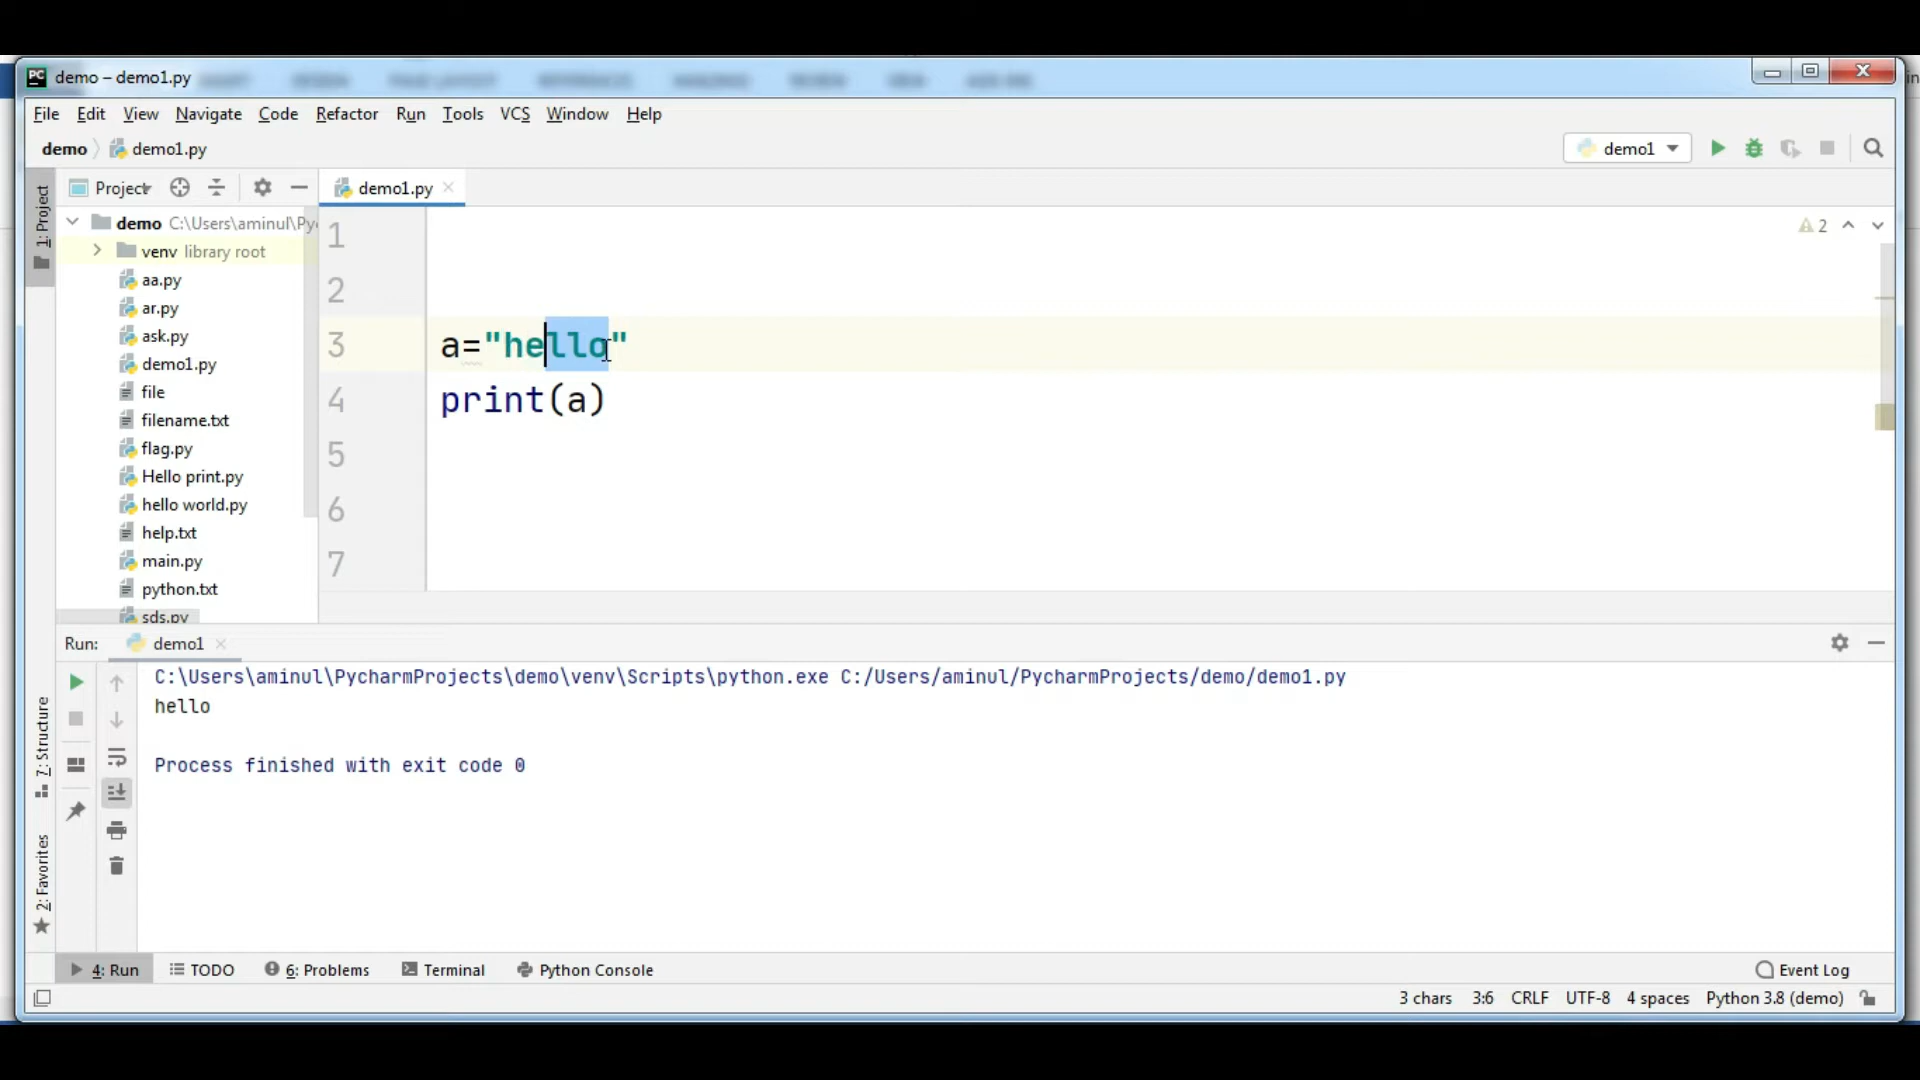 demo – demo1.py
File Edit View Navigate Code Refactor Run Tools VCS Window Help
demo demo1.py
demo1
1: Project
Project
demo1.py
demo C:\Users\aminul\Py
venv library root
aa.py
ar.py
ask.py
demo1.py
file
filename.txt
flag.py
Hello print.py
hello world.py
help.txt
main.py
python.txt
sds.py
1
2
3 a="hello"
4 print(a)
5
6
7
2
Run: demo1
C:\Users\aminul\PycharmProjects\demo\venv\Scripts\python.exe C:/Users/aminul/PycharmProjects/demo/demo1.py
hello
Process finished with exit code 0
7: Structure
2: Favorites
4: Run TODO 6: Problems Terminal Python Console Event Log
3 chars 3:6 CRLF UTF-8 4 spaces Python 3.8 (demo)